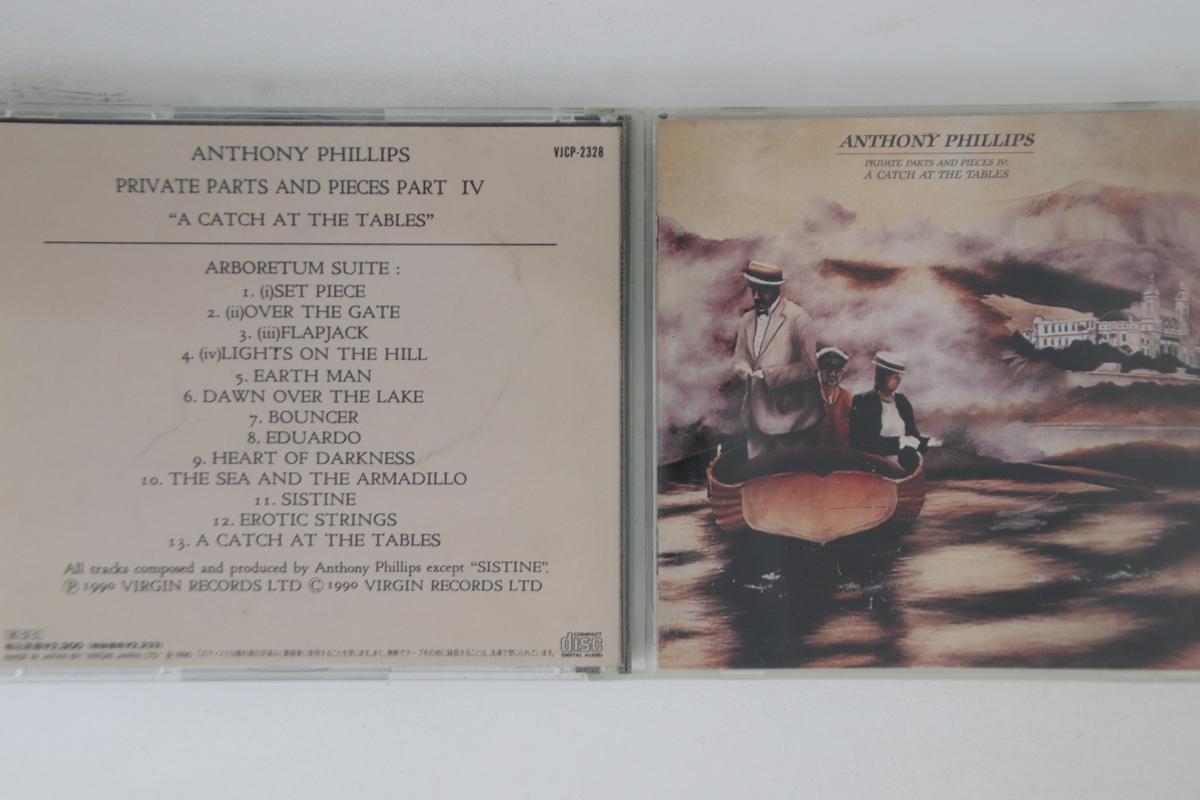 ANTHONY PHILLIPS
VJCP-2328
PRIVATE PARTS AND PIECES PART IV
“A CATCH AT THE TABLES”
ARBORETUM SUITE :
1. (i)SET PIECE
2. (ii)OVER THE GATE
3. (iii)FLAPJACK
4. (iv)LIGHTS ON THE HILL
5. EARTH MAN
6. DAWN OVER THE LAKE
7. BOUNCER
8. EDUARDO
9. HEART OF DARKNESS
10. THE SEA AND THE ARMADILLO
11. SISTINE
12. EROTIC STRINGS
13. A CATCH AT THE TABLES
All tracks composed and produced by Anthony Phillips except “SISTINE”.
Ⓟ 1990 VIRGIN RECORDS LTD © 1990 VIRGIN RECORDS LTD
COMPACT
disc
DIGITAL AUDIO
ANTHONY PHILLIPS
PRIVATE PARTS AND PIECES IV:
A CATCH AT THE TABLES